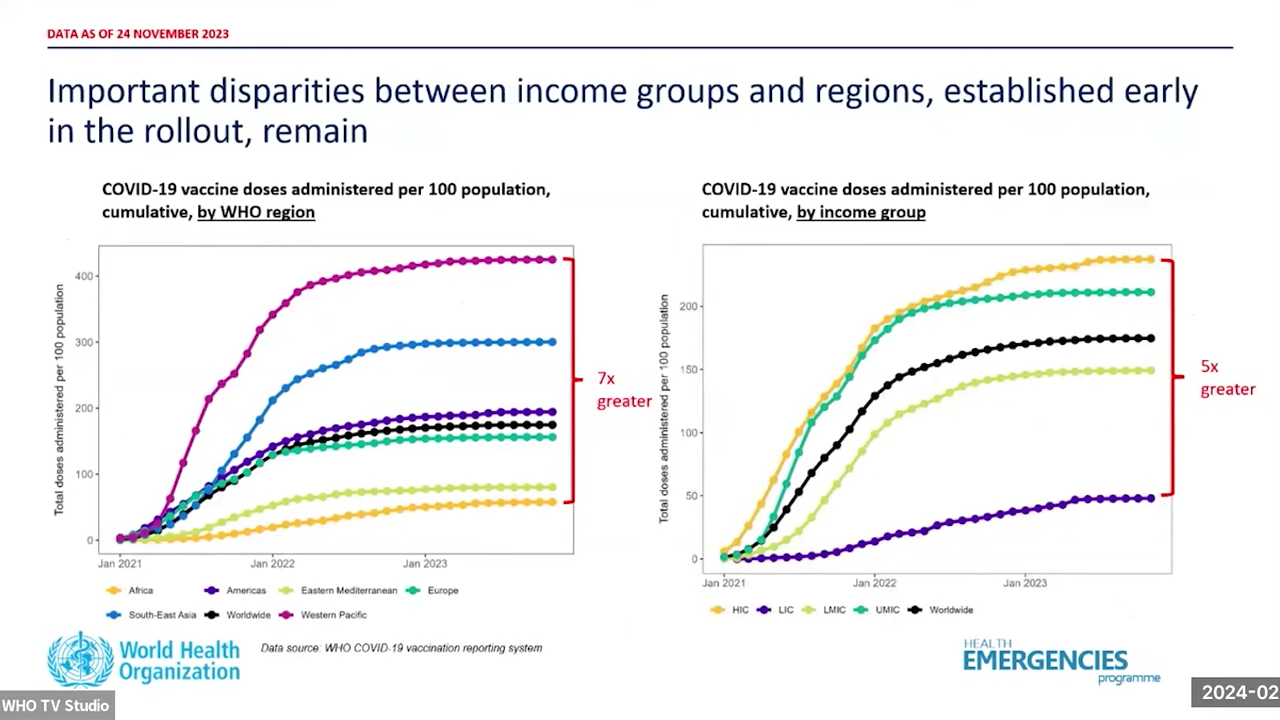 DATA AS OF 24 NOVEMBER 2023
Important disparities between income groups and regions, established early
in the rollout, remain
COVID-19 vaccine doses administered per 100 population,
cumulative, by WHO region
Total doses administered per 100 population
400
300
200
100
0
Jan 2021 Jan 2022 Jan 2023
7x
greater
Africa Americas Eastern Mediterranean Europe
South-East Asia Worldwide Western Pacific
COVID-19 vaccine doses administered per 100 population,
cumulative, by income group
Total doses administered per 100 population
200
150
100
50
0
Jan 2021 Jan 2022 Jan 2023
5x
greater
HIC LIC LMIC UMIC Worldwide
World Health
Organization
Data source: WHO COVID-19 vaccination reporting system
HEALTH
EMERGENCIES
programme
WHO TV Studio
2024-02